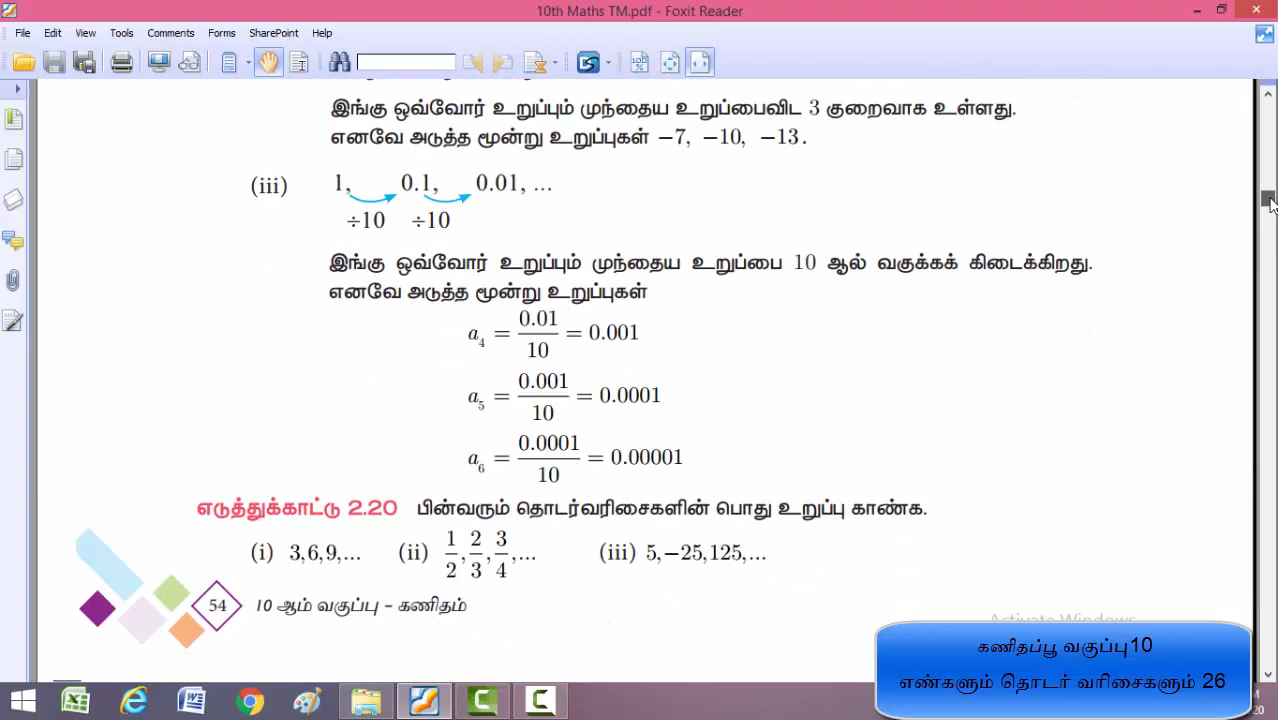 10th Maths TM.pdf - Foxit Reader
File Edit View Tools Comments Forms SharePoint Help
இங்கு ஒவ்வோர் உறுப்பும் முந்தைய உறுப்பைவிட 3 குறைவாக உள்ளது.
எனவே அடுத்த மூன்று உறுப்புகள் −7, −10, −13.
(iii) 1, 0.1, 0.01, ...
÷10 ÷10
இங்கு ஒவ்வோர் உறுப்பும் முந்தைய உறுப்பை 10 ஆல் வகுக்கக் கிடைக்கிறது.
எனவே அடுத்த மூன்று உறுப்புகள்
a₄ = 0.01/10 = 0.001
a₅ = 0.001/10 = 0.0001
a₆ = 0.0001/10 = 0.00001
எடுத்துக்காட்டு 2.20 பின்வரும் தொடர்வரிசைகளின் பொது உறுப்பு காண்க.
(i) 3,6,9,... (ii) 1/2, 2/3, 3/4,... (iii) 5,−25,125,...
54 10 ஆம் வகுப்பு – கணிதம்
கணிதப்பூ வகுப்பு10
எண்களும் தொடர் வரிசைகளும் 26